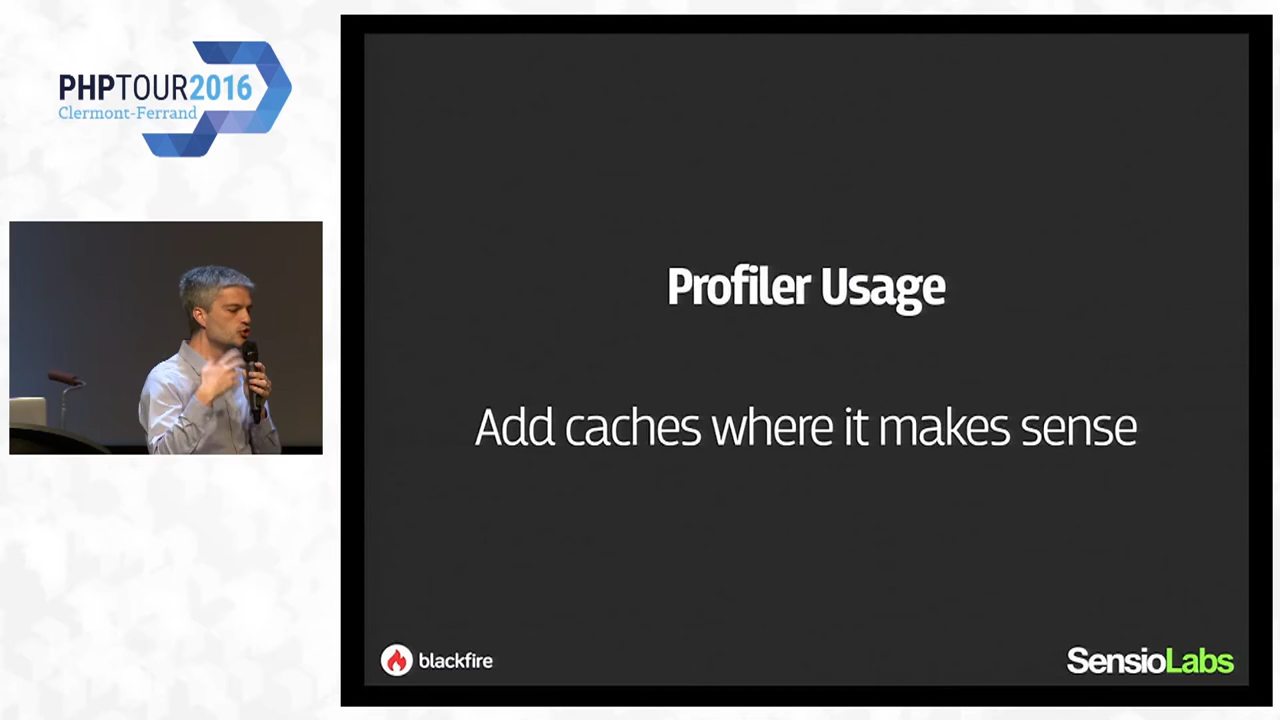 PHPTOUR2016
Clermont-Ferrand
Profiler Usage
Add caches where it makes sense
blackfire
SensioLabs